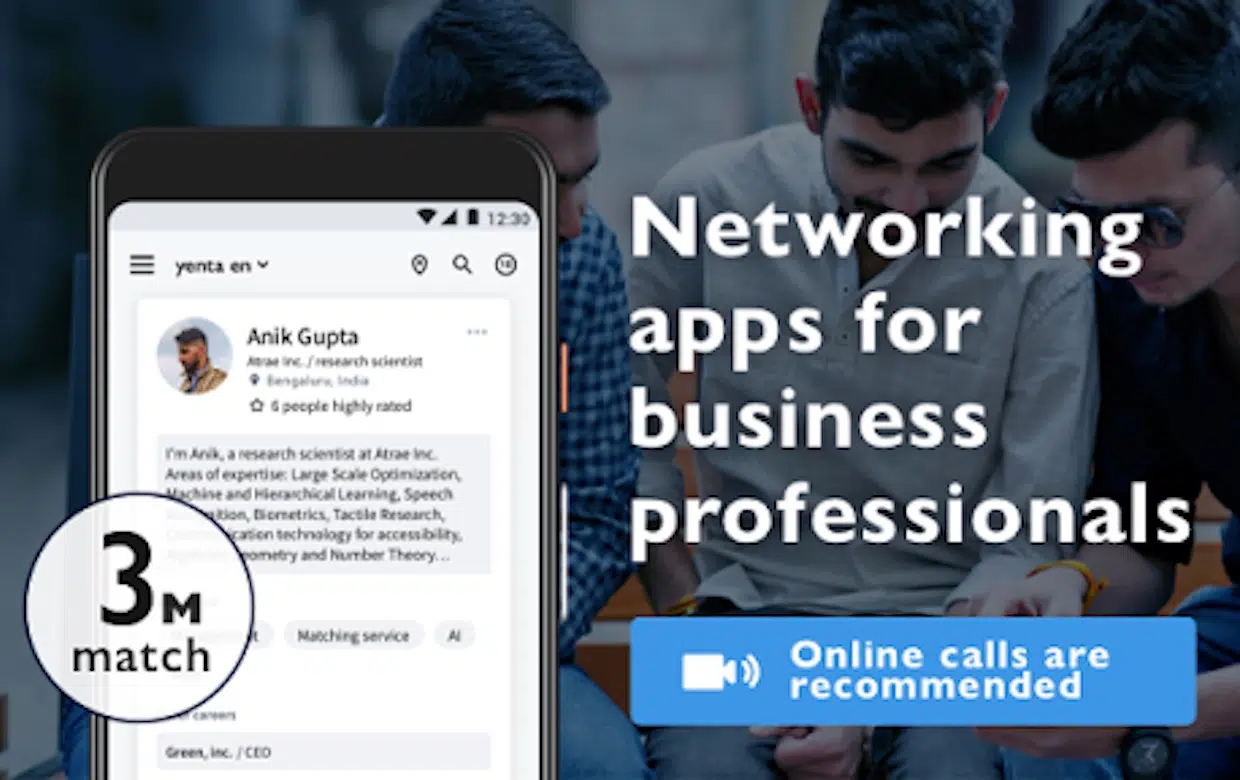 12:30
yenta en
Anik Gupta
Atrae Inc. / research scientist
Bengaluru, India
6 people highly rated
I'm Anik, a research scientist at Atrae Inc.
Areas of expertise: Large Scale Optimization,
Machine and Hierarchical Learning, Speech
Biometrics, Tactile Research,
technology for accessibility,
and Number Theory...
Matching service
AI
careers
Green, Inc. / CEO
3M
match
Networking
apps for
business
professionals
Online calls are
recommended